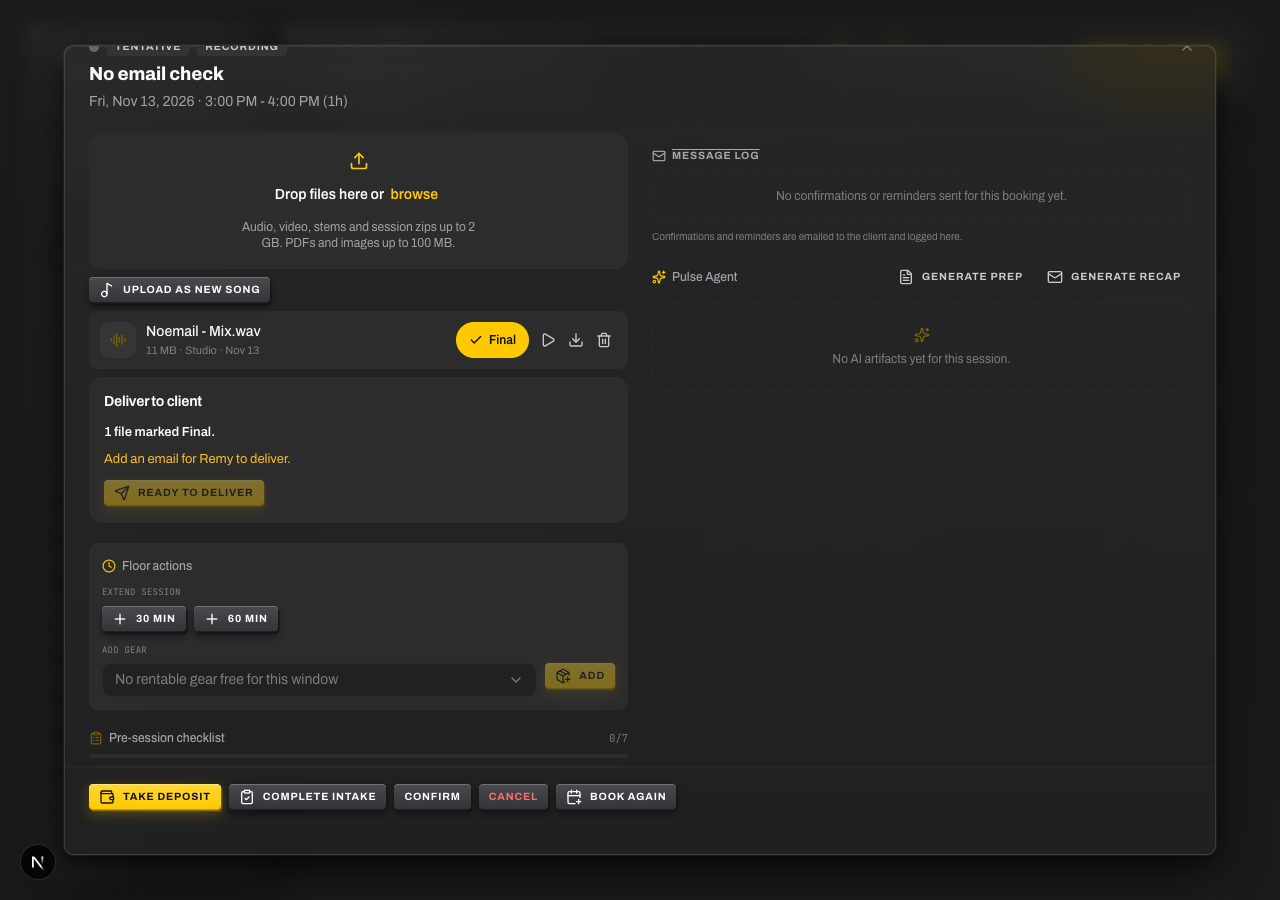 TENTATIVE RECORDING
No email check
Fri, Nov 13, 2026 · 3:00 PM - 4:00 PM (1h)
Drop files here or browse
Audio, video, stems and session zips up to 2
GB. PDFs and images up to 100 MB.
UPLOAD AS NEW SONG
Noemail - Mix.wav
11 MB · Studio · Nov 13
Final
Deliver to client
1 file marked Final.
Add an email for Remy to deliver.
READY TO DELIVER
Floor actions
EXTEND SESSION
30 MIN
60 MIN
ADD GEAR
No rentable gear free for this window
ADD
Pre-session checklist
0/7
MESSAGE LOG
No confirmations or reminders sent for this booking yet.
Confirmations and reminders are emailed to the client and logged here.
Pulse Agent
GENERATE PREP
GENERATE RECAP
No AI artifacts yet for this session.
TAKE DEPOSIT
COMPLETE INTAKE
CONFIRM
CANCEL
BOOK AGAIN
N